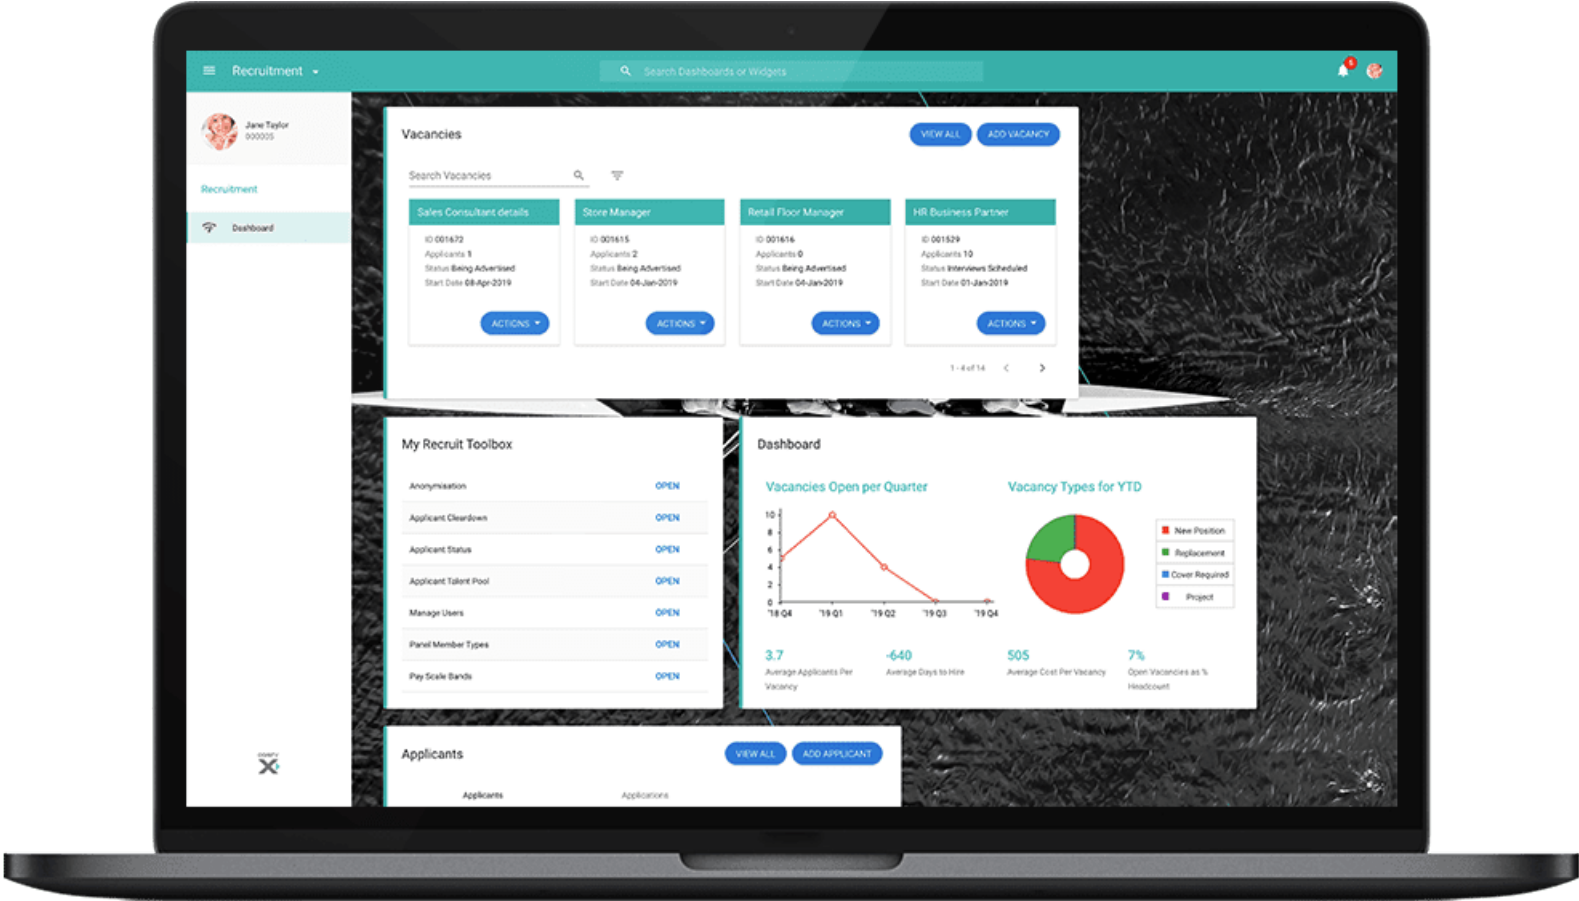 Recruitment
Search Dashboards or Widgets
5
Jane Taylor
000005
Recruitment
Dashboard
Vacancies
VIEW ALL
ADD VACANCY
Search Vacancies
Sales Consultant details
ID 001672
Applicants 1
Status Being Advertised
Start Date 08-Apr-2019
ACTIONS
Store Manager
ID 001615
Applicants 2
Status Being Advertised
Start Date 04-Jan-2019
ACTIONS
Retail Floor Manager
ID 001616
Applicants 0
Status Being Advertised
Start Date 04-Jan-2019
ACTIONS
HR Business Partner
ID 001529
Applicants 10
Status Interviews Scheduled
Start Date 01-Jan-2019
ACTIONS
1 - 4 of 14
My Recruit Toolbox
Anonymisation OPEN
Applicant Cleardown OPEN
Applicant Status OPEN
Applicant Talent Pool OPEN
Manage Users OPEN
Panel Member Types OPEN
Pay Scale Bands OPEN
Dashboard
Vacancies Open per Quarter
10
8
6
4
2
0
'18 Q4 '19 Q1 '19 Q2 '19 Q3 '19 Q4
Vacancy Types for YTD
New Position
Replacement
Cover Required
Project
3.7
Average Applicants Per
Vacancy
-640
Average Days to Hire
505
Average Cost Per Vacancy
7%
Open Vacancies as %
Headcount
Applicants
VIEW ALL
ADD APPLICANT
Applicants Applications